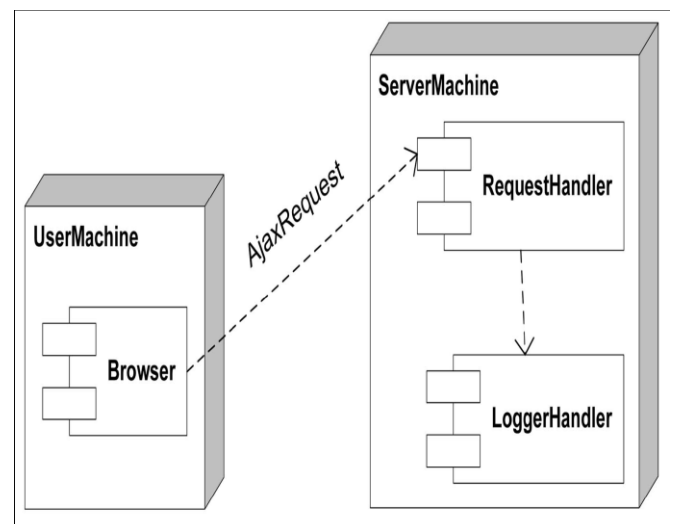 ServerMachine
RequestHandler
AjaxRequest
UserMachine
Browser
LoggerHandler